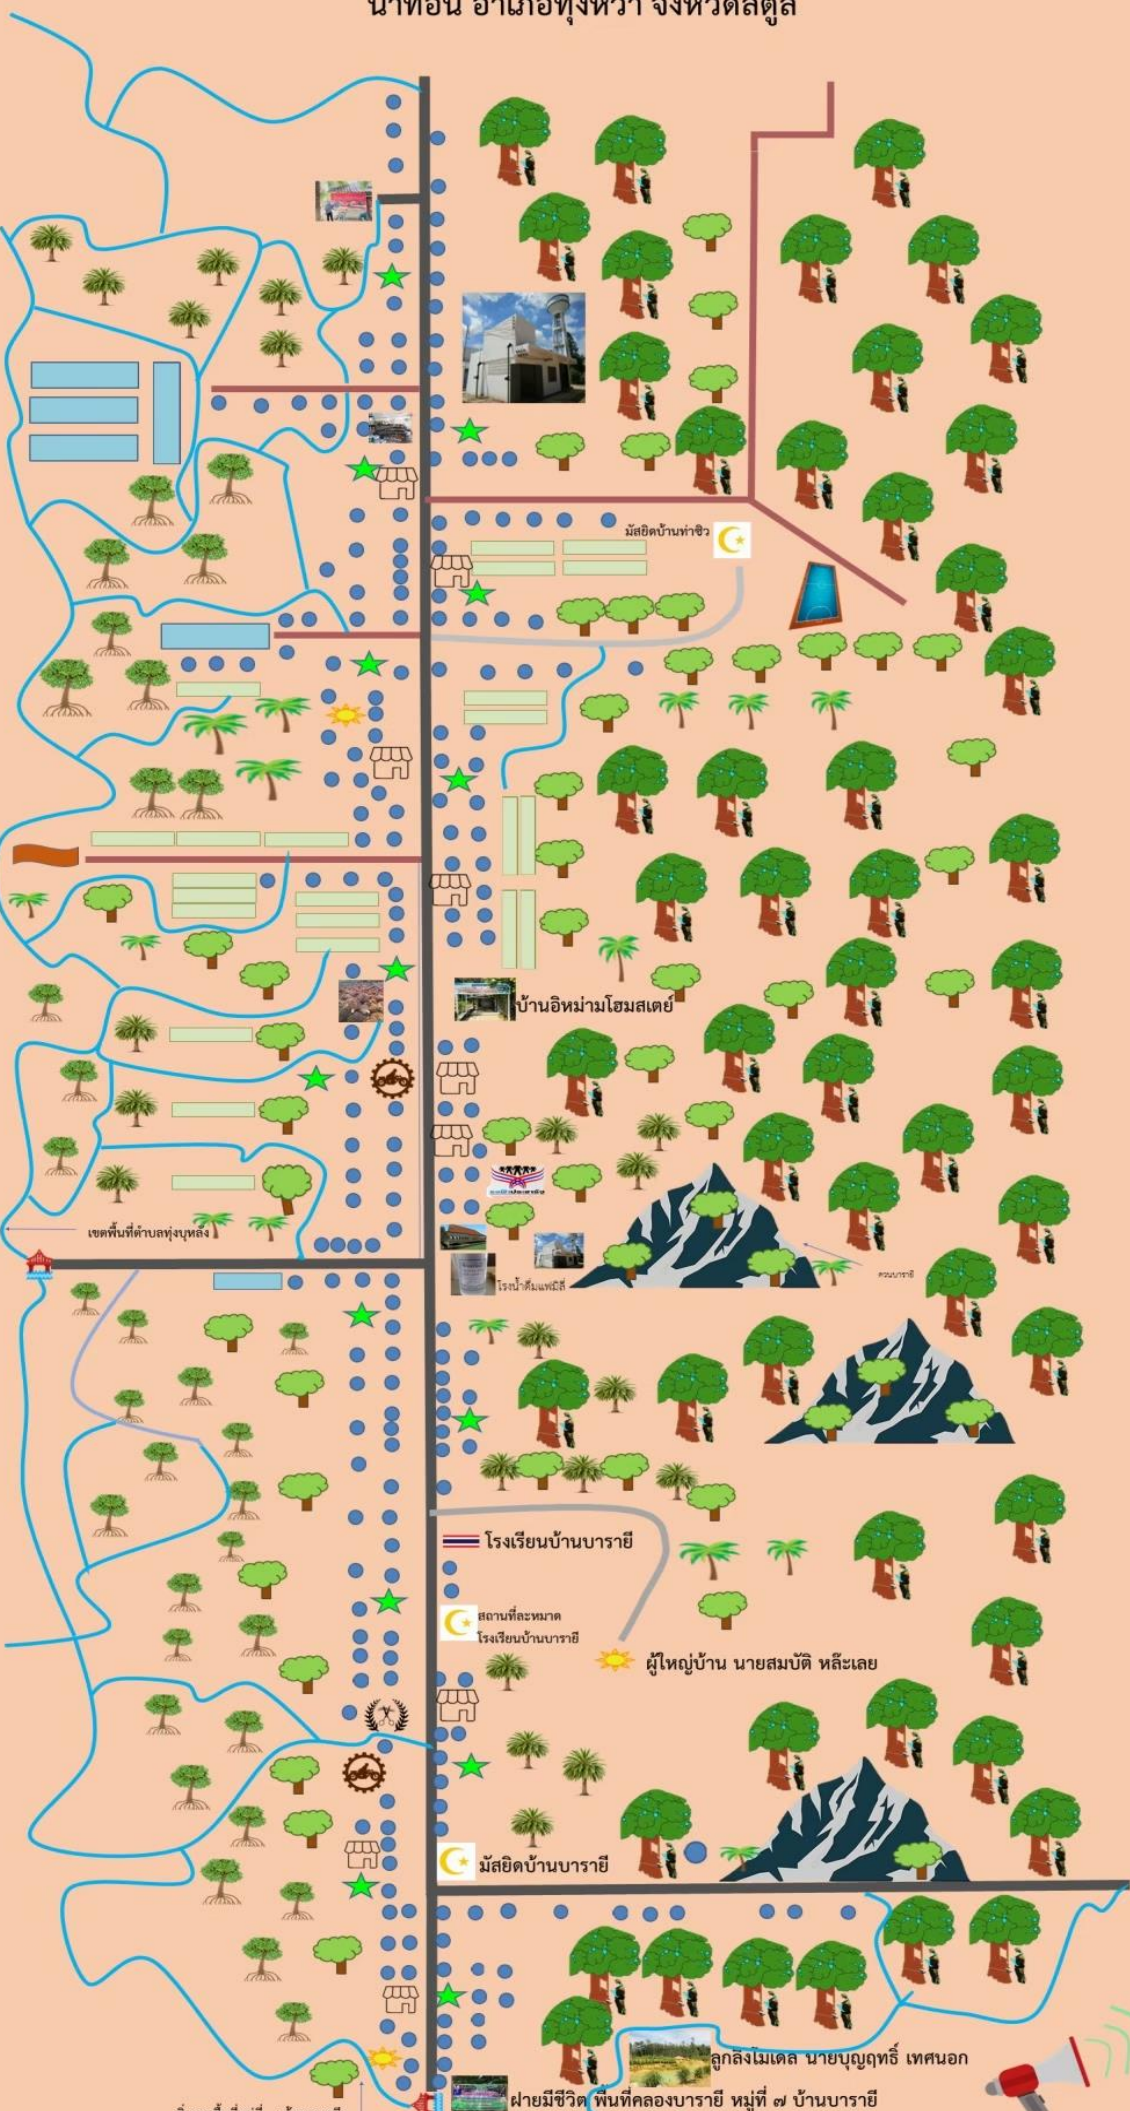 นาทอน อำเภอทุ่งหว้า จังหวัดสตูล
มัสยิดบ้านท่าชิว
บ้านอิหม่ามโฮมสเตย์
เขตพื้นที่ตำบลทุ่งบุหลัง
ควนบาราย๊
โรงน้ำดื่มแฟมิลี่
โรงเรียนบ้านบารายี
สถานที่ละหมาด
โรงเรียนบ้านบารายี
ผู้ใหญ่บ้าน นายสมบัติ หล๊ะเลย
มัสยิดบ้านบารายี
ลูกลิงโมเดล นายบุญฤทธิ์ เทศนอก
ฝายมีชีวิต พื้นที่คลองบารายี หมู่ที่ ๗ บ้านบารายี